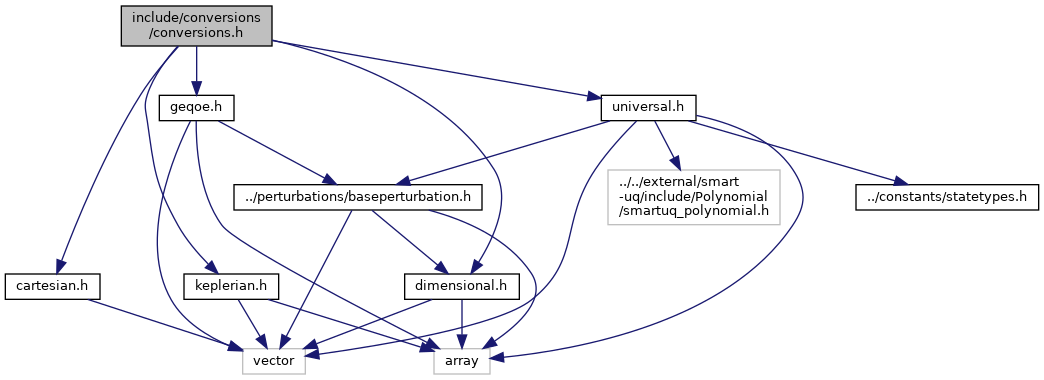 include/conversions
/conversions.h
geqoe.h
universal.h
../perturbations/baseperturbation.h
../../external/smart
-uq/include/Polynomial
/smartuq_polynomial.h
../constants/statetypes.h
cartesian.h
keplerian.h
dimensional.h
vector
array